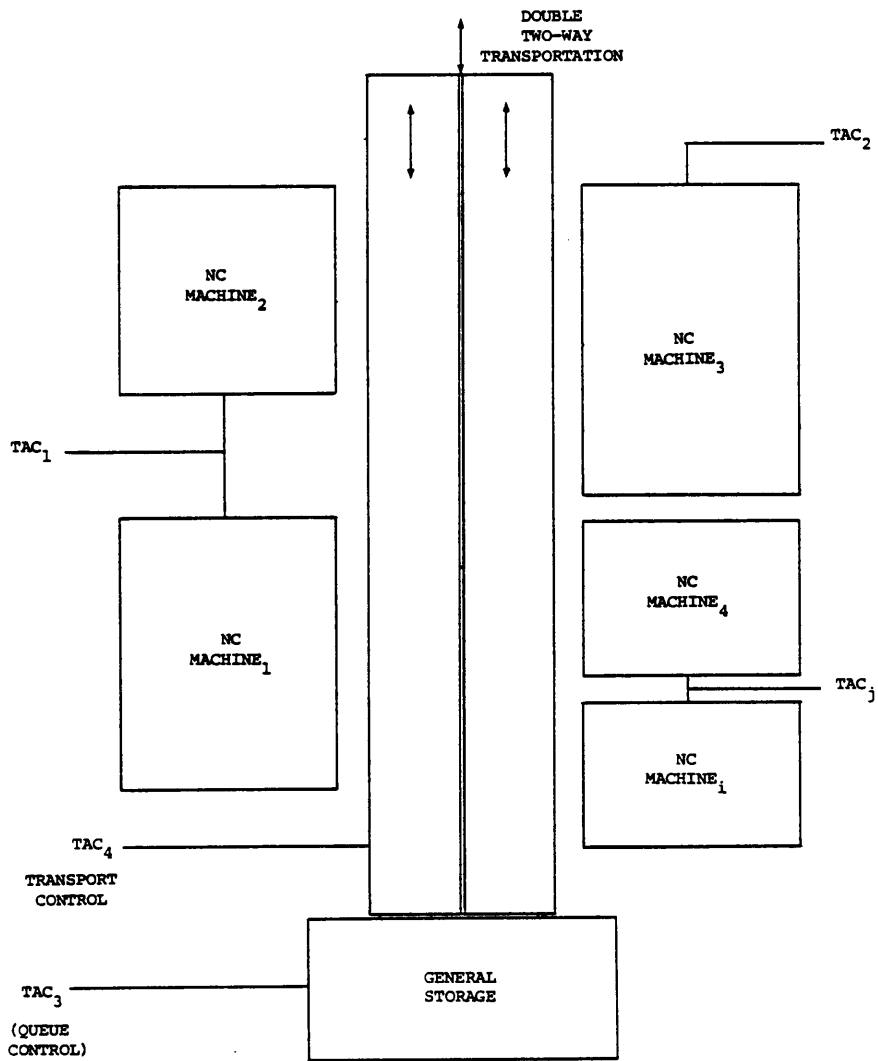 DOUBLE
TWO-WAY
TRANSPORTATION
TAC₂
NC
MACHINE₂
NC
MACHINE₃
TAC₁
NC
MACHINE₄
NC
MACHINE₁
TACⱼ
NC
MACHINEᵢ
TAC₄
TRANSPORT
CONTROL
GENERAL
STORAGE
TAC₃
(QUEUE
CONTROL)